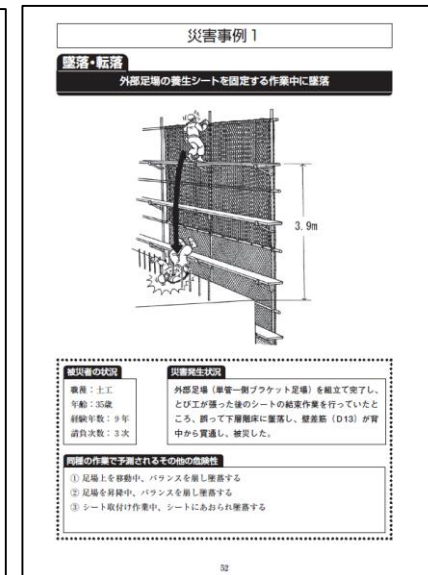 災害事例1
墜落・転落
外部足場の養生シートを固定する作業中に墜落
3.9m
被災者の状況
職種：土工
年齢：35歳
経験年数：9年
請負次数：3次
災害発生状況
外部足場（単管一側ブラケット足場）を組立て完了し、
とび工が張った後のシートの結束作業を行っていたと
ころ、誤って下層階床に墜落し、壁差筋（D13）が背
中から貫通し、被災した。
同種の作業で予測されるその他の危険性
① 足場上を移動中、バランスを崩し墜落する
② 足場を昇降中、バランスを崩し墜落する
③ シート取付け作業中、シートにあおられ墜落する
52